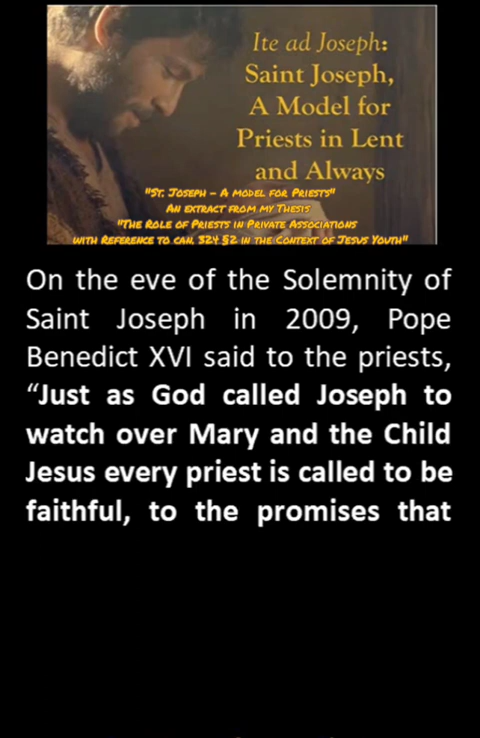 Ite ad Joseph:
Saint Joseph,
A Model for
Priests in Lent
and Always
"St. Joseph – A model for Priests"
An extract from my Thesis
"The Role of Priests in Private Associations
with Reference to can. 324 §2 in the Context of Jesus Youth"
On the eve of the Solemnity of
Saint Joseph in 2009, Pope
Benedict XVI said to the priests,
“Just as God called Joseph to
watch over Mary and the Child
Jesus every priest is called to be
faithful, to the promises that